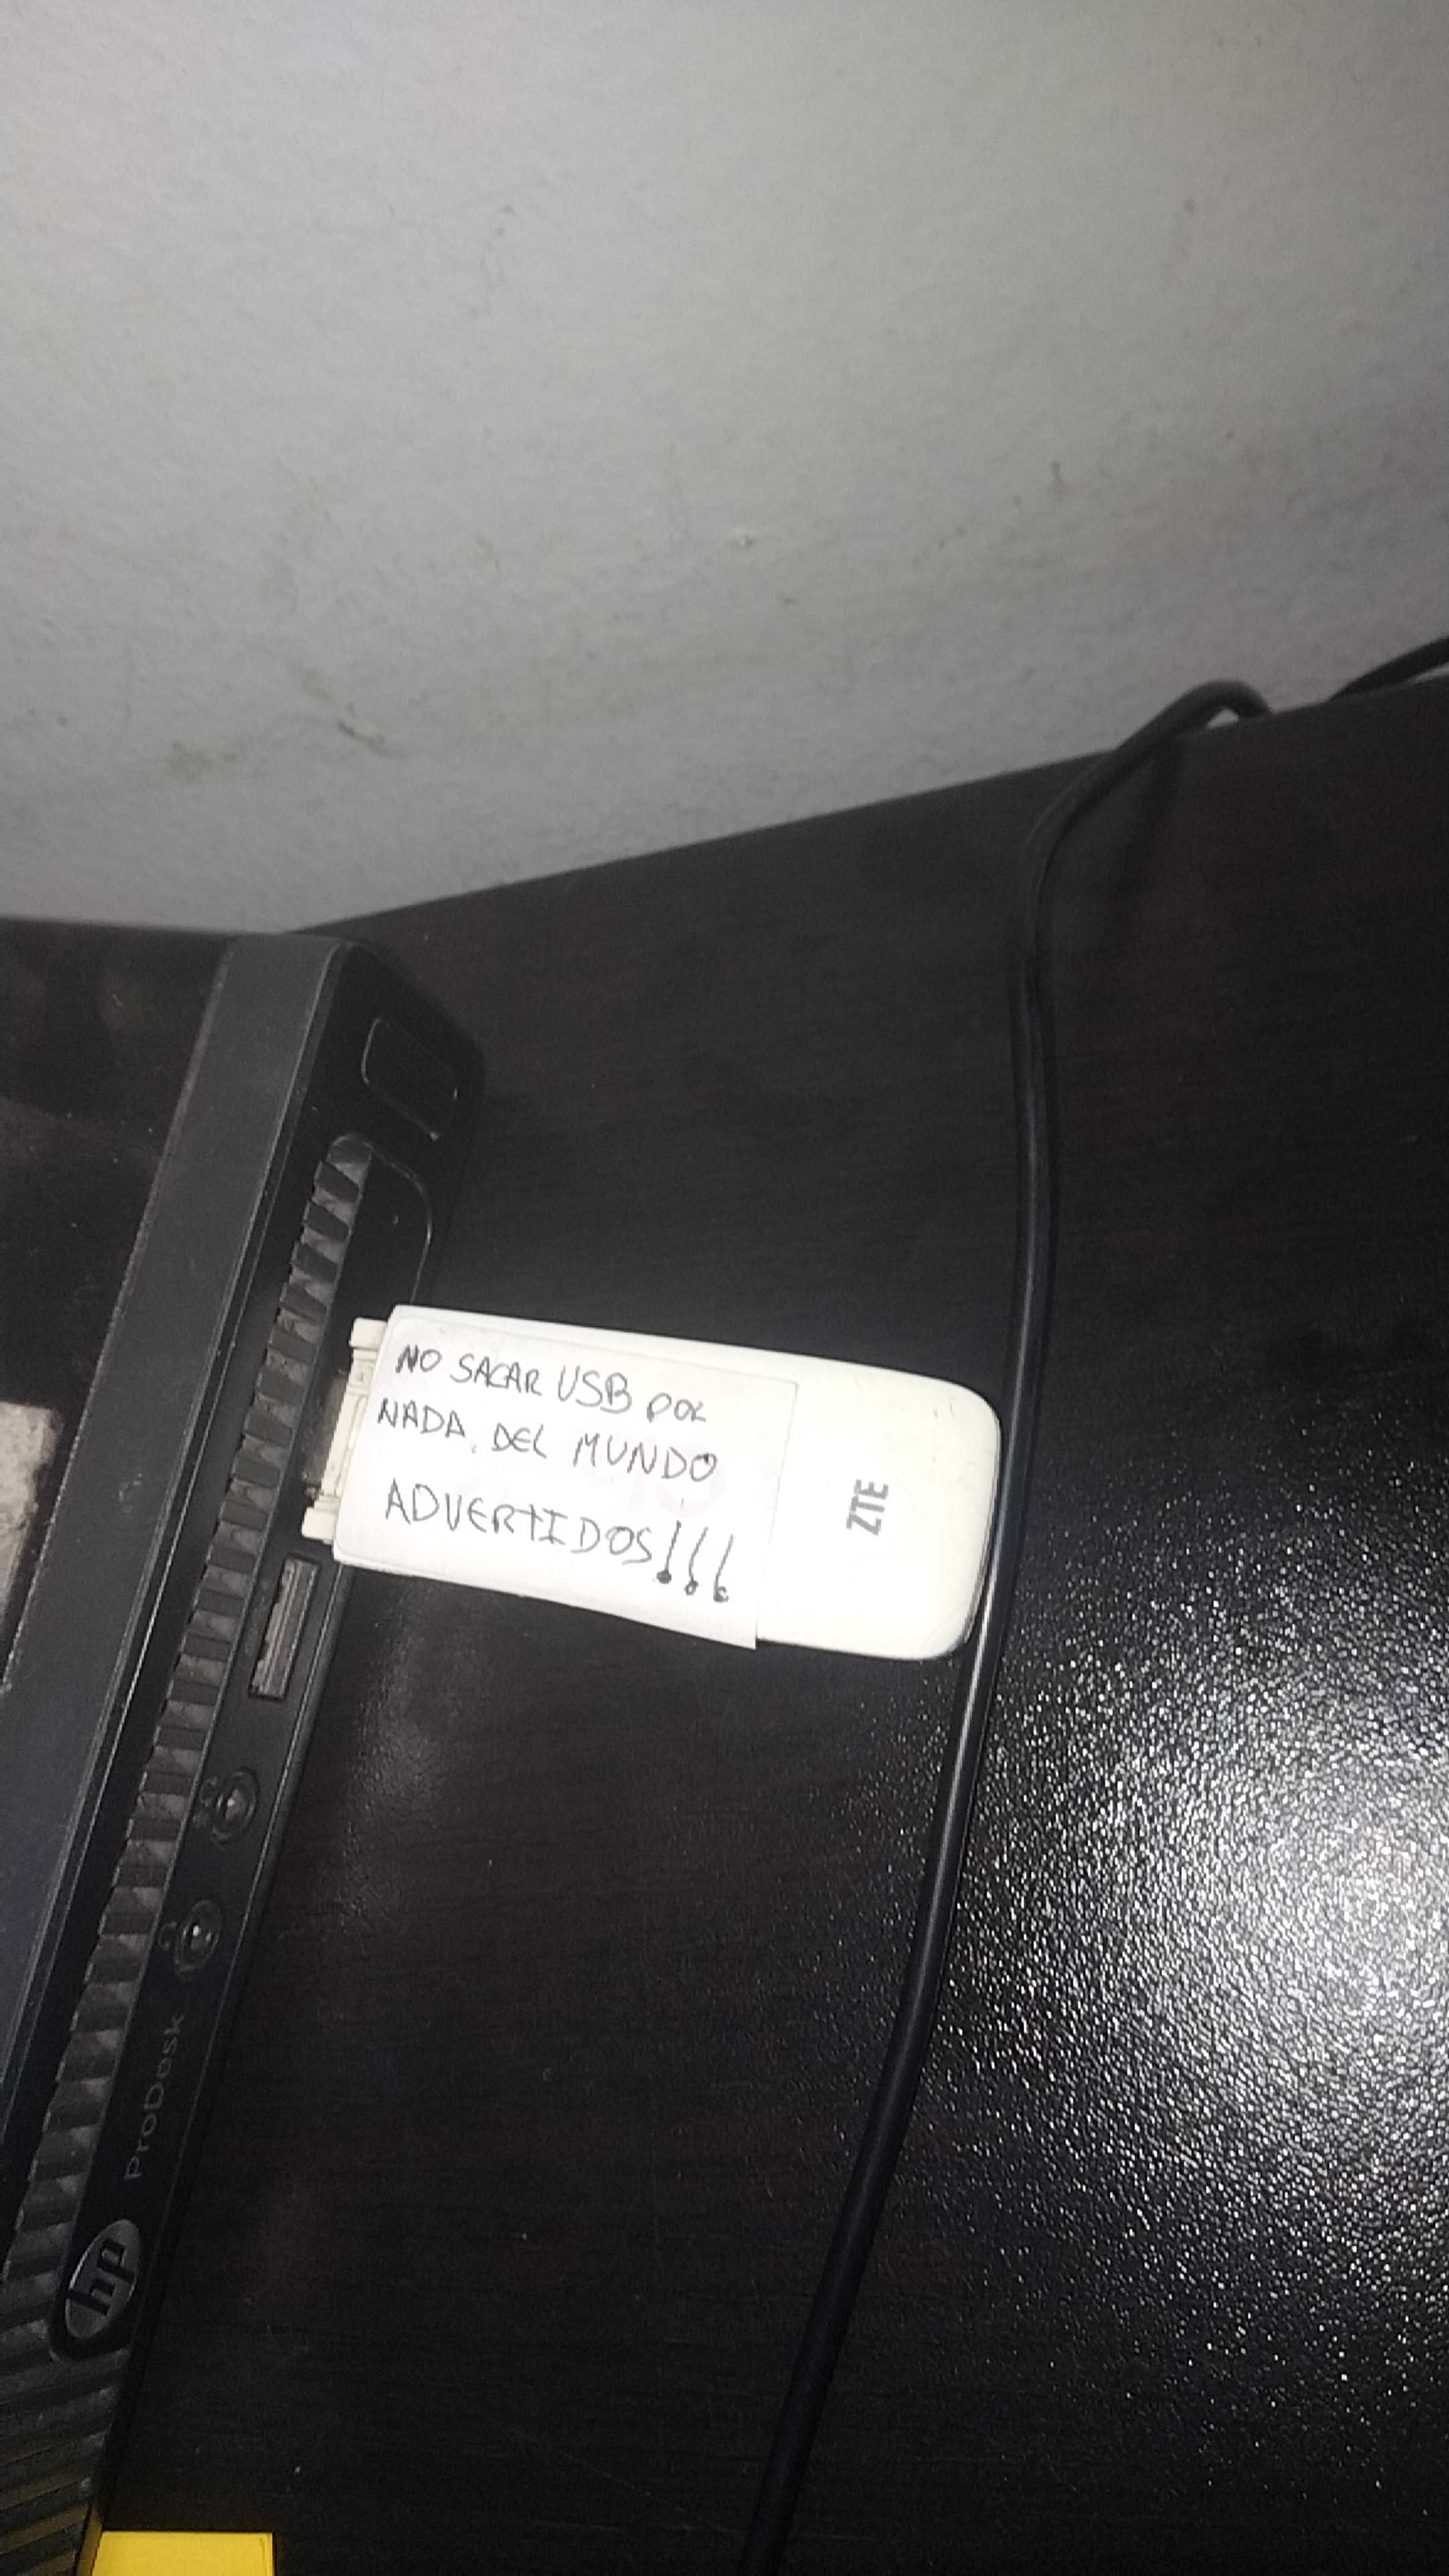 NO SACAR USB POR
NADA. DEL MUNDO
ADVERTIDOS!!!
ZTE
ProDesk
hp